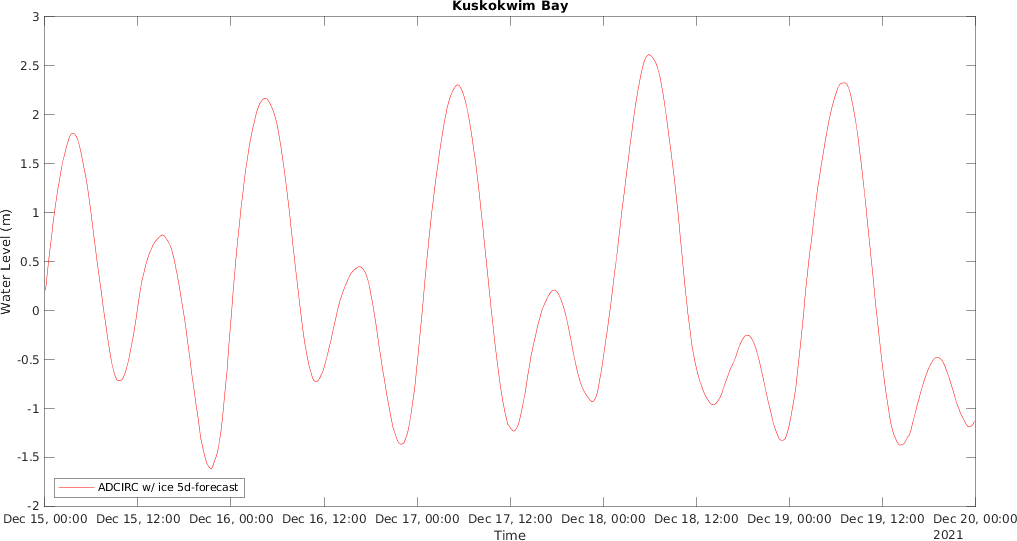 Kuskokwim Bay
3
2.5
2
1.5
1
0.5
0
-0.5
-1
-1.5
-2
Water Level (m)
ADCIRC w/ ice 5d-forecast
Dec 15, 00:00 Dec 15, 12:00 Dec 16, 00:00 Dec 16, 12:00 Dec 17, 00:00 Dec 17, 12:00 Dec 18, 00:00 Dec 18, 12:00 Dec 19, 00:00 Dec 19, 12:00 Dec 20, 00:00
Time
2021